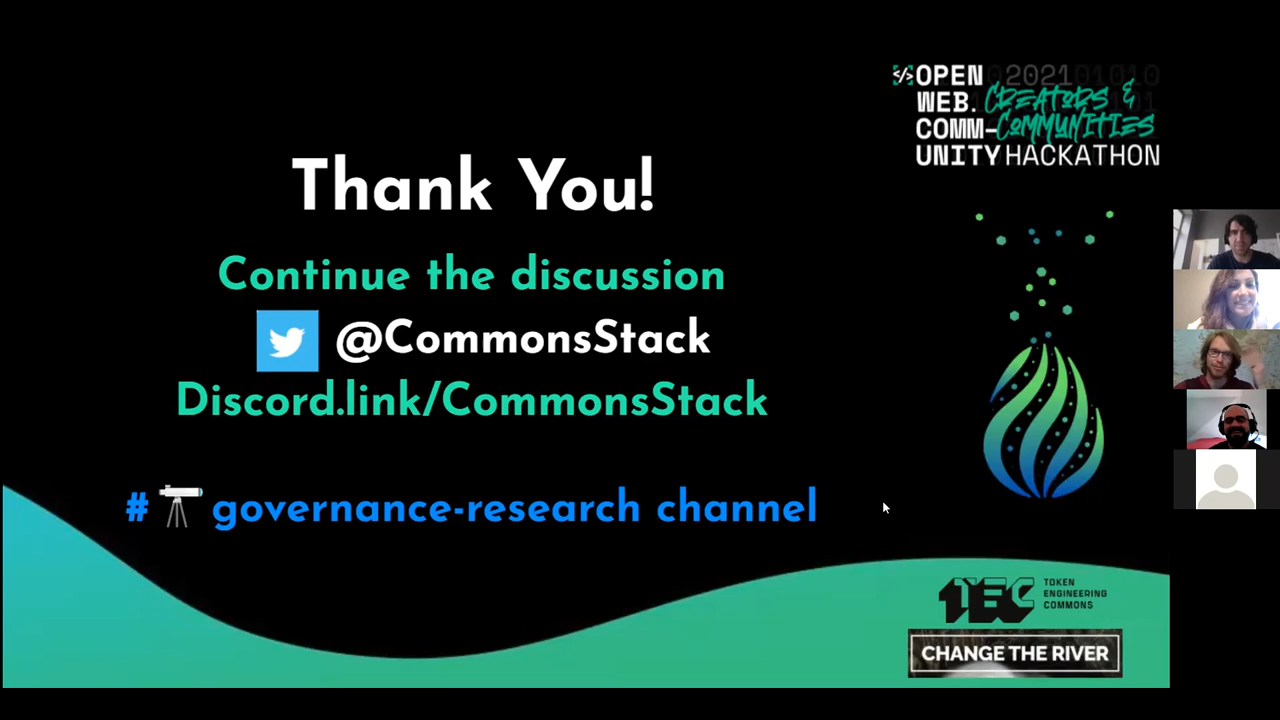 Thank You!
Continue the discussion
@CommonsStack
Discord.link/CommonsStack
# governance-research channel
</>OPEN 2021
WEB. CREATORS &
COMM-COMMUNITIES
UNITY HACKATHON
TEC TOKEN
ENGINEERING
COMMONS
CHANGE THE RIVER